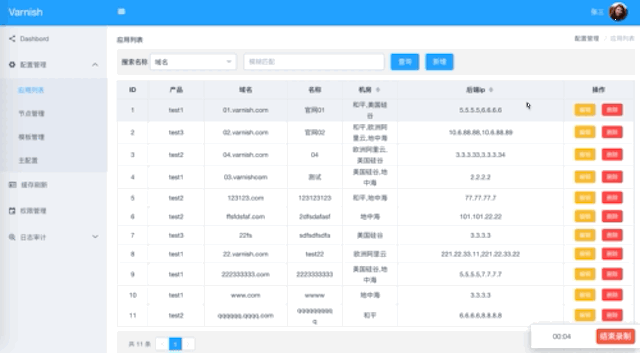 Varnish
张三
Dashbord
配置管理
应用列表
节点管理
模板管理
主配置
缓存刷新
权限管理
日志审计
应用列表
配置管理 / 应用列表
搜索名称 域名 模糊匹配 查询 新增
ID 产品 域名 名称 机房 后端ip 操作
1 test1 01.varnish.com 官网01 和平,美国硅谷 5.5.5.5,6.6.6.6 编辑 删除
2 test3 02.varnish.com 官网02 和平,欧洲阿里云,地中海 10.6.88.88,10.6.88.89 编辑 删除
3 test2 04.varnish.com 04 欧洲阿里云,美国硅谷 3.3.3.33,3.3.3.34 编辑 删除
4 test1 03.varnishcom 测试 美国硅谷,地中海 2.2.2.2 编辑 删除
5 test2 123123.com 123123123 和平,地中海 77.77.77.7 编辑 删除
6 test2 地中海 101.101.22.22 编辑 删除
7 test3 22fs 美国硅谷 3.3.3.3 编辑 删除
8 test1 22.varnish.com test22 欧洲阿里云 221.22.33.11,221.22.33.22 编辑 删除
9 test1 222333333.com 2222333333 美国硅谷,地中海 5.5.5.5,7.7.7.7 编辑 删除
10 test1 www.com wwww 地中海 3.3.3.3 编辑 删除
11 test2 qqqqqq.qqqq.com qqqqqqqqqq 和平 6.6.6.6,8.8.8.8 编辑 删除
共 11 条 1
00:04 结束录制